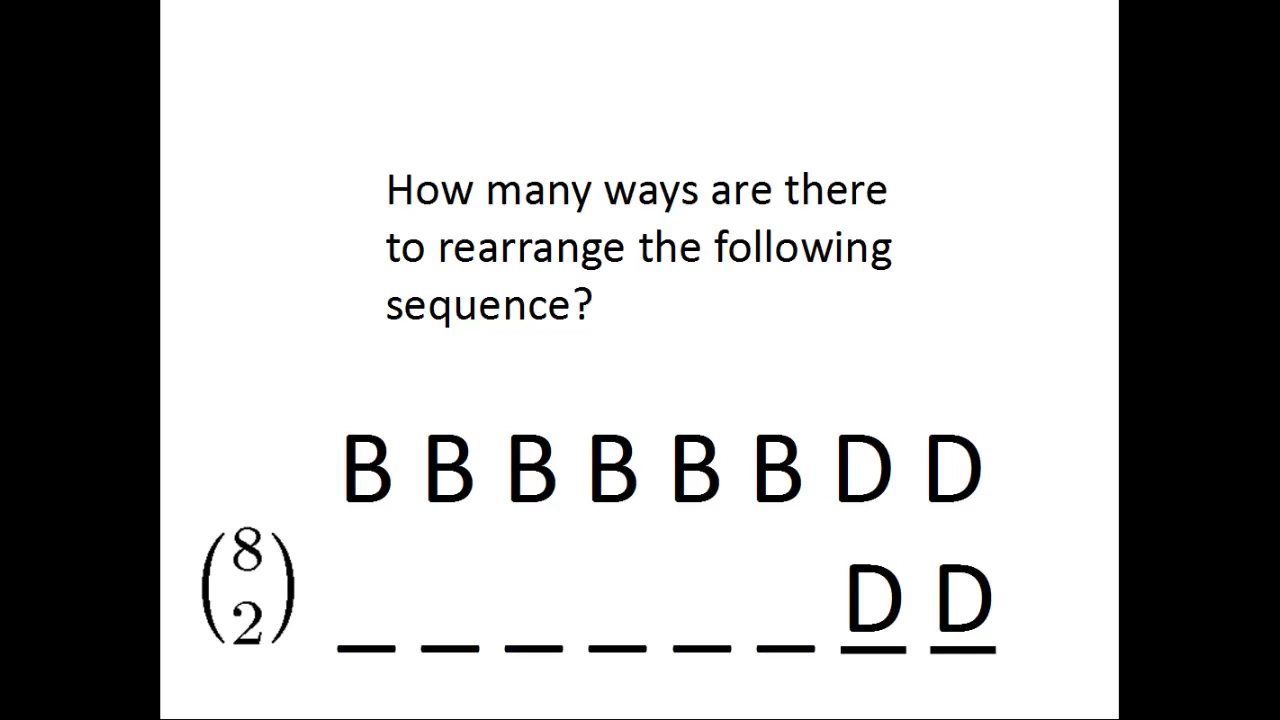 How many ways are there
to rearrange the following
sequence?
B B B B B B D D
(8 2) _ _ _ _ _ _ D D